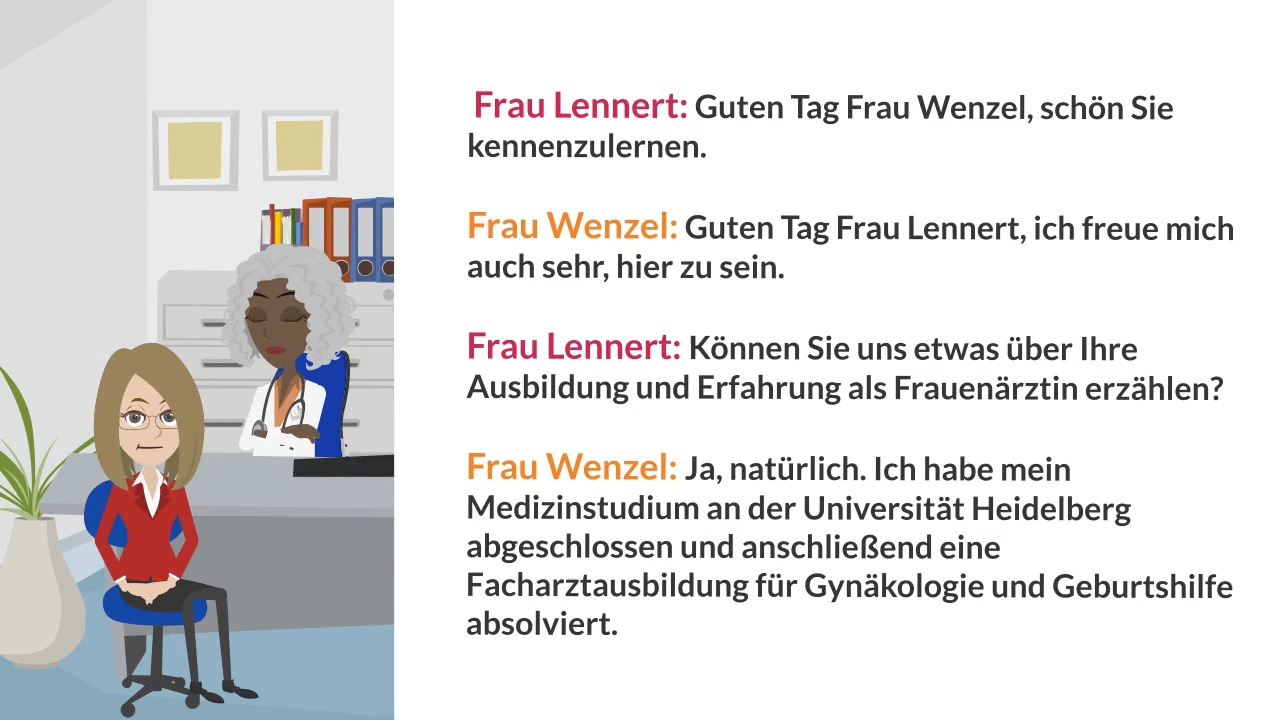 Frau Lennert: Guten Tag Frau Wenzel, schön Sie
kennenzulernen.
Frau Wenzel: Guten Tag Frau Lennert, ich freue mich
auch sehr, hier zu sein.
Frau Lennert: Können Sie uns etwas über Ihre
Ausbildung und Erfahrung als Frauenärztin erzählen?
Frau Wenzel: Ja, natürlich. Ich habe mein
Medizinstudium an der Universität Heidelberg
abgeschlossen und anschließend eine
Facharztausbildung für Gynäkologie und Geburtshilfe
absolviert.